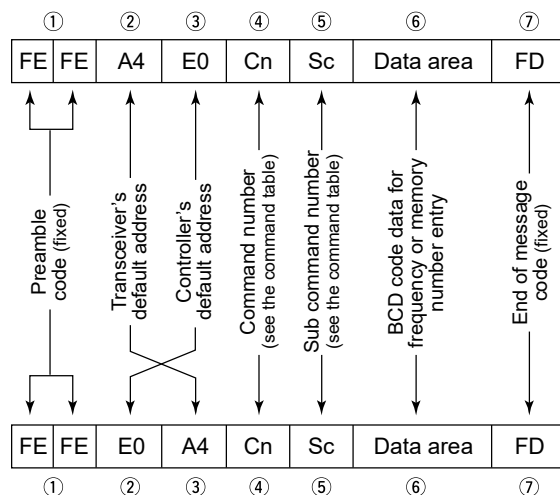 ① ② ③ ④ ⑤ ⑥ ⑦
FE FE A4 E0 Cn Sc Data area FD
Preamble
code (fixed)
Transceiver's
default address
Controller's
default address
Command number
(see the command table)
Sub command number
(see the command table)
BCD code data for
frequency or memory
number entry
End of message
code (fixed)
FE FE E0 A4 Cn Sc Data area FD
① ② ③ ④ ⑤ ⑥ ⑦